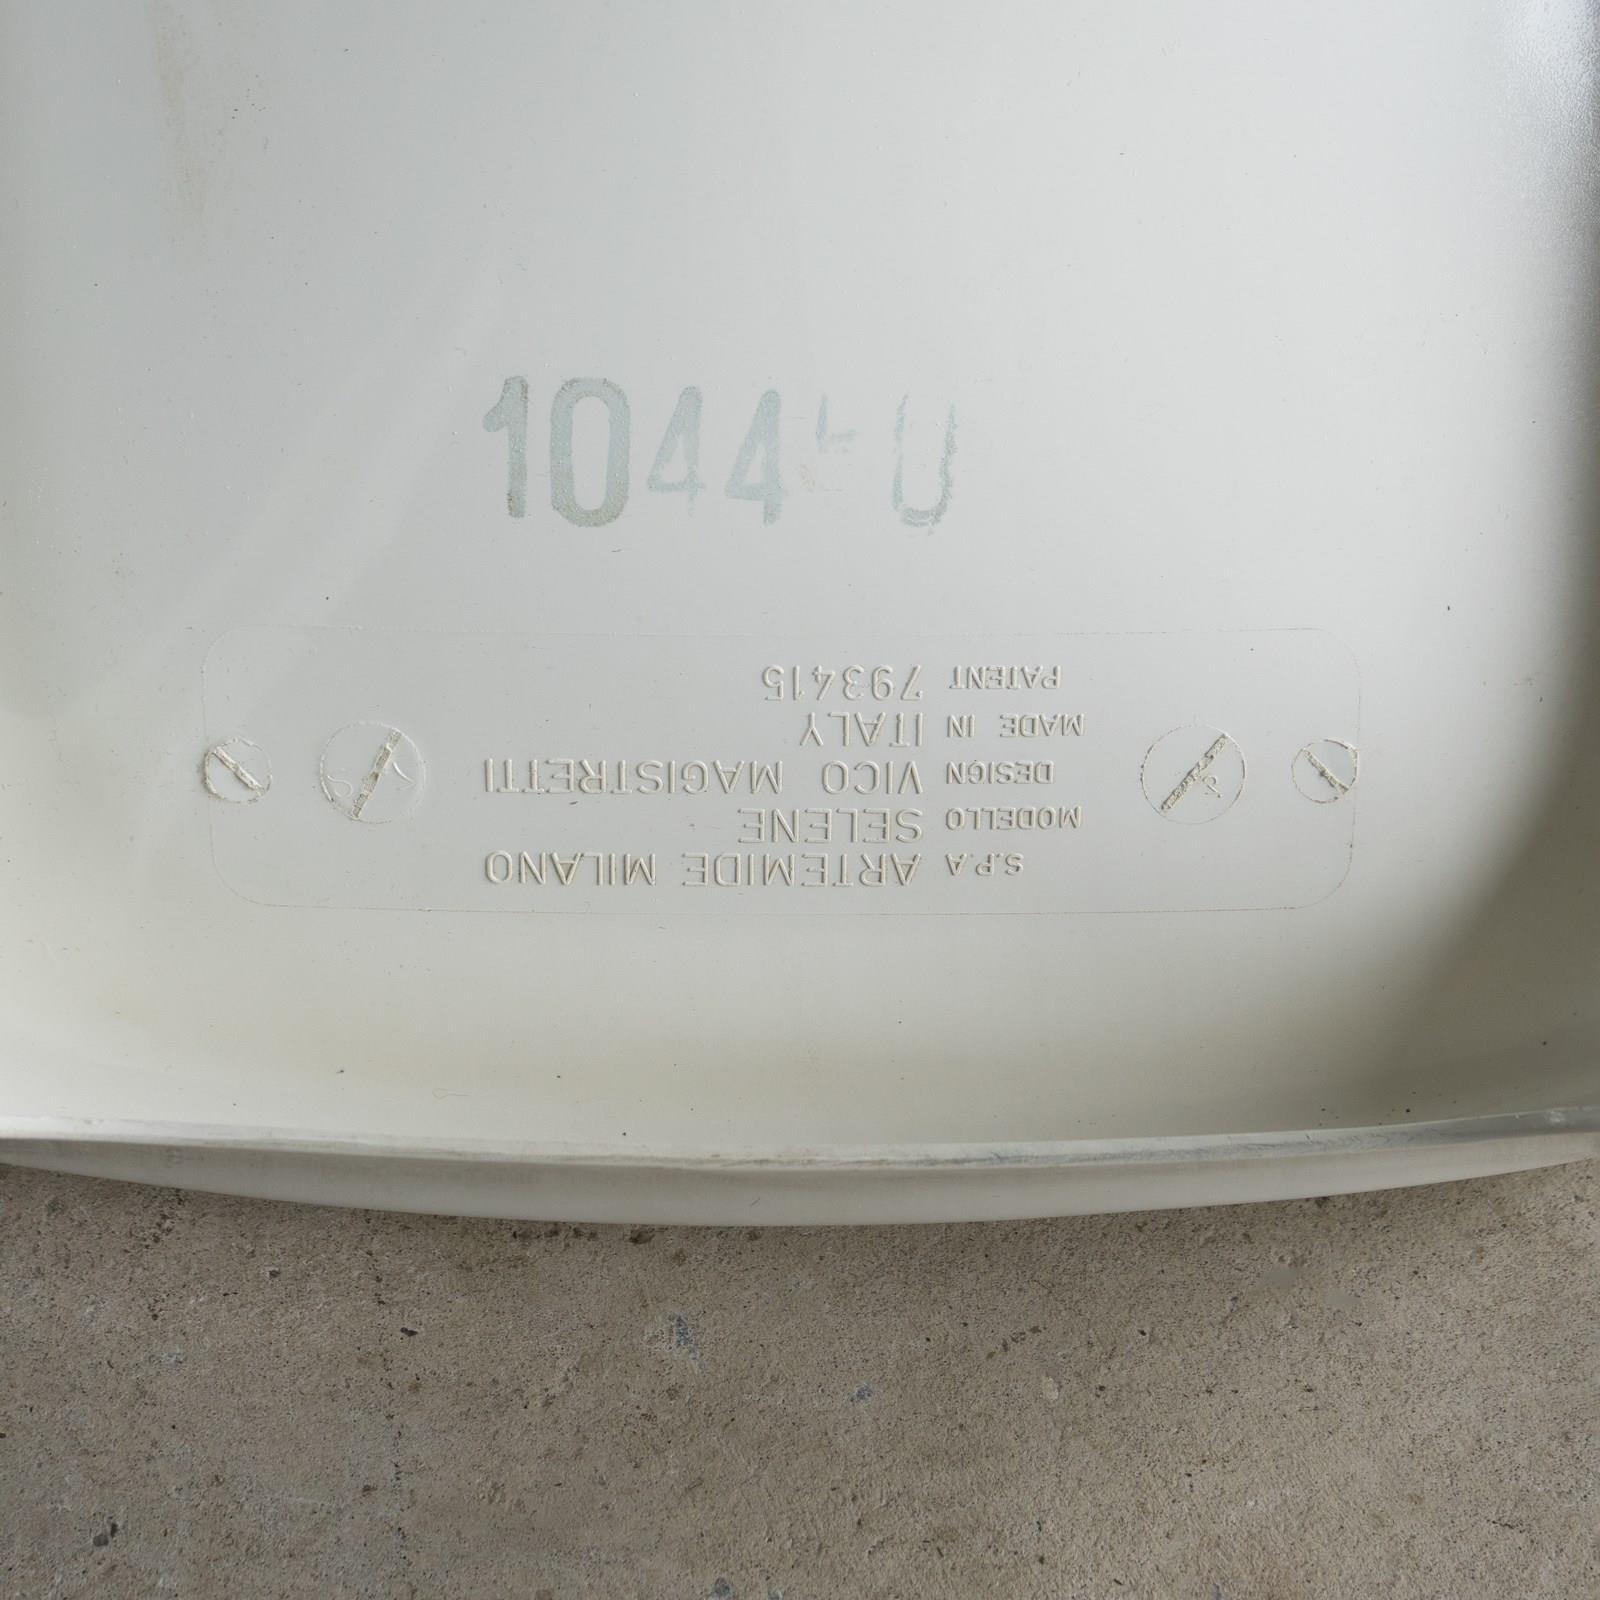 1044
S.P.A ARTEMIDE MILANO
MODELLO SELENE
DESIGN VICO MAGISTRETTI
MADE IN ITALY
PATENT 793415